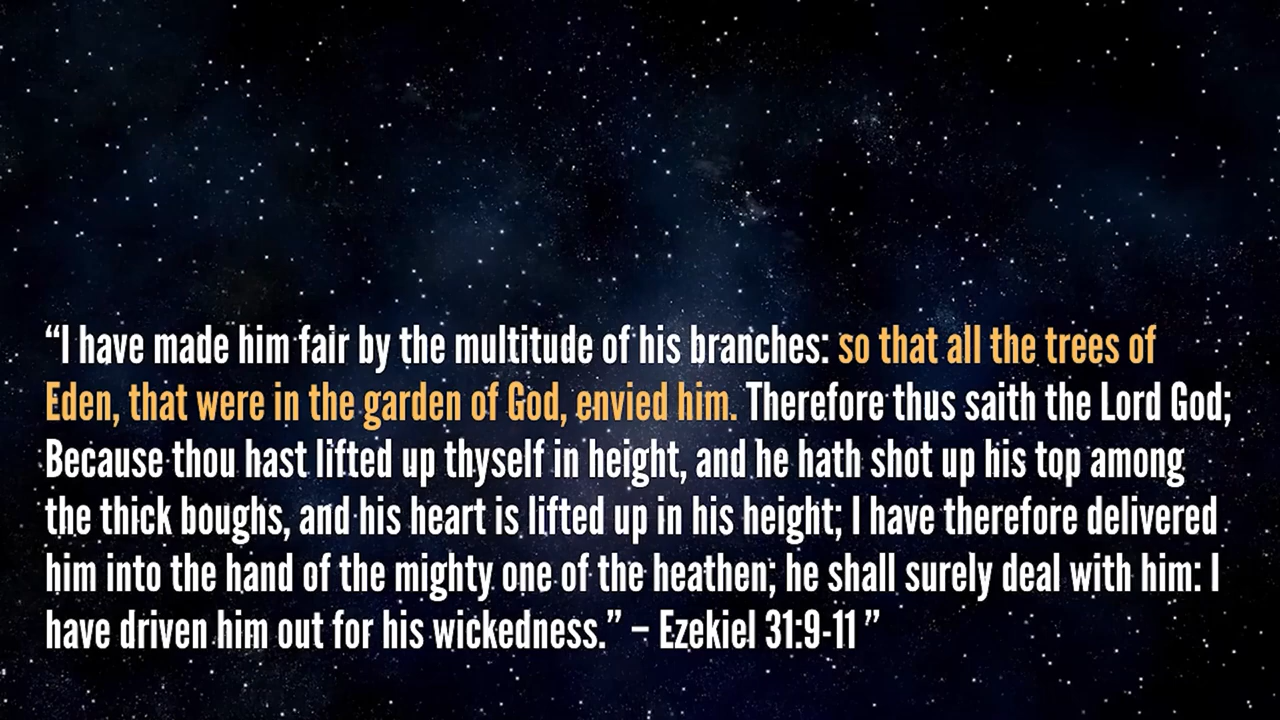 “I have made him fair by the multitude of his branches: so that all the trees of
Eden, that were in the garden of God, envied him. Therefore thus saith the Lord God;
Because thou hast lifted up thyself in height, and he hath shot up his top among
the thick boughs, and his heart is lifted up in his height; I have therefore delivered
him into the hand of the mighty one of the heathen; he shall surely deal with him: I
have driven him out for his wickedness.” – Ezekiel 31:9-11 ”